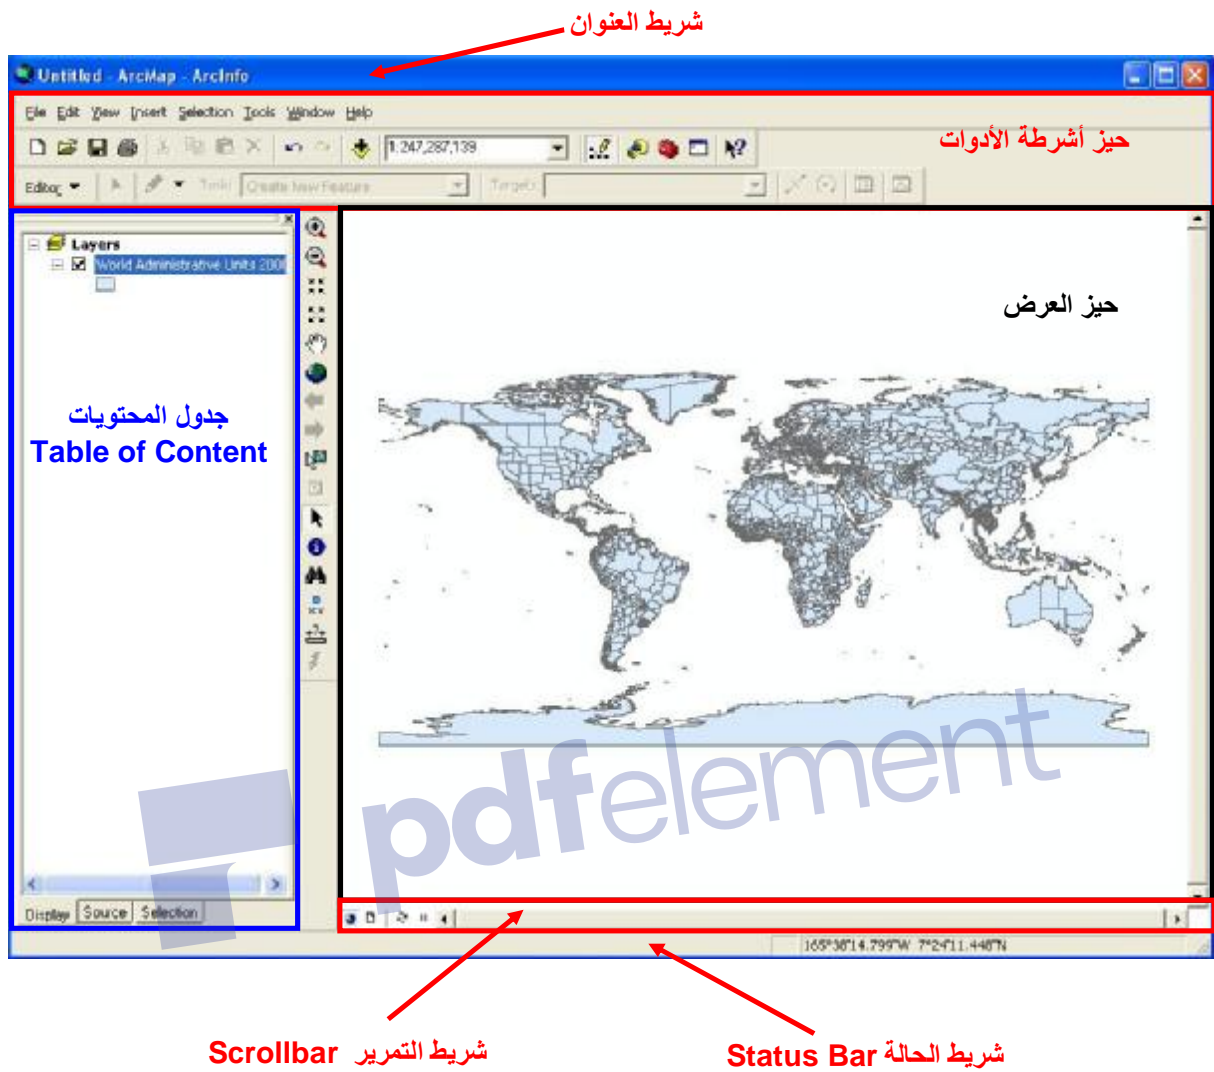 شريط العنوان
Untitled - ArcMap - ArcInfo
File Edit View Insert Selection Tools Window Help
حيز أشرطة الأدوات
1:247,287,139
Editor Task: Create New Feature Target:
Layers
World Administrative Units 200
حيز العرض
جدول المحتويات
Table of Content
pdfelement
Display Source Selection
165°38'14.799"W 7°24'11.448"N
شريط التمرير Scrollbar
شريط الحالة Status Bar